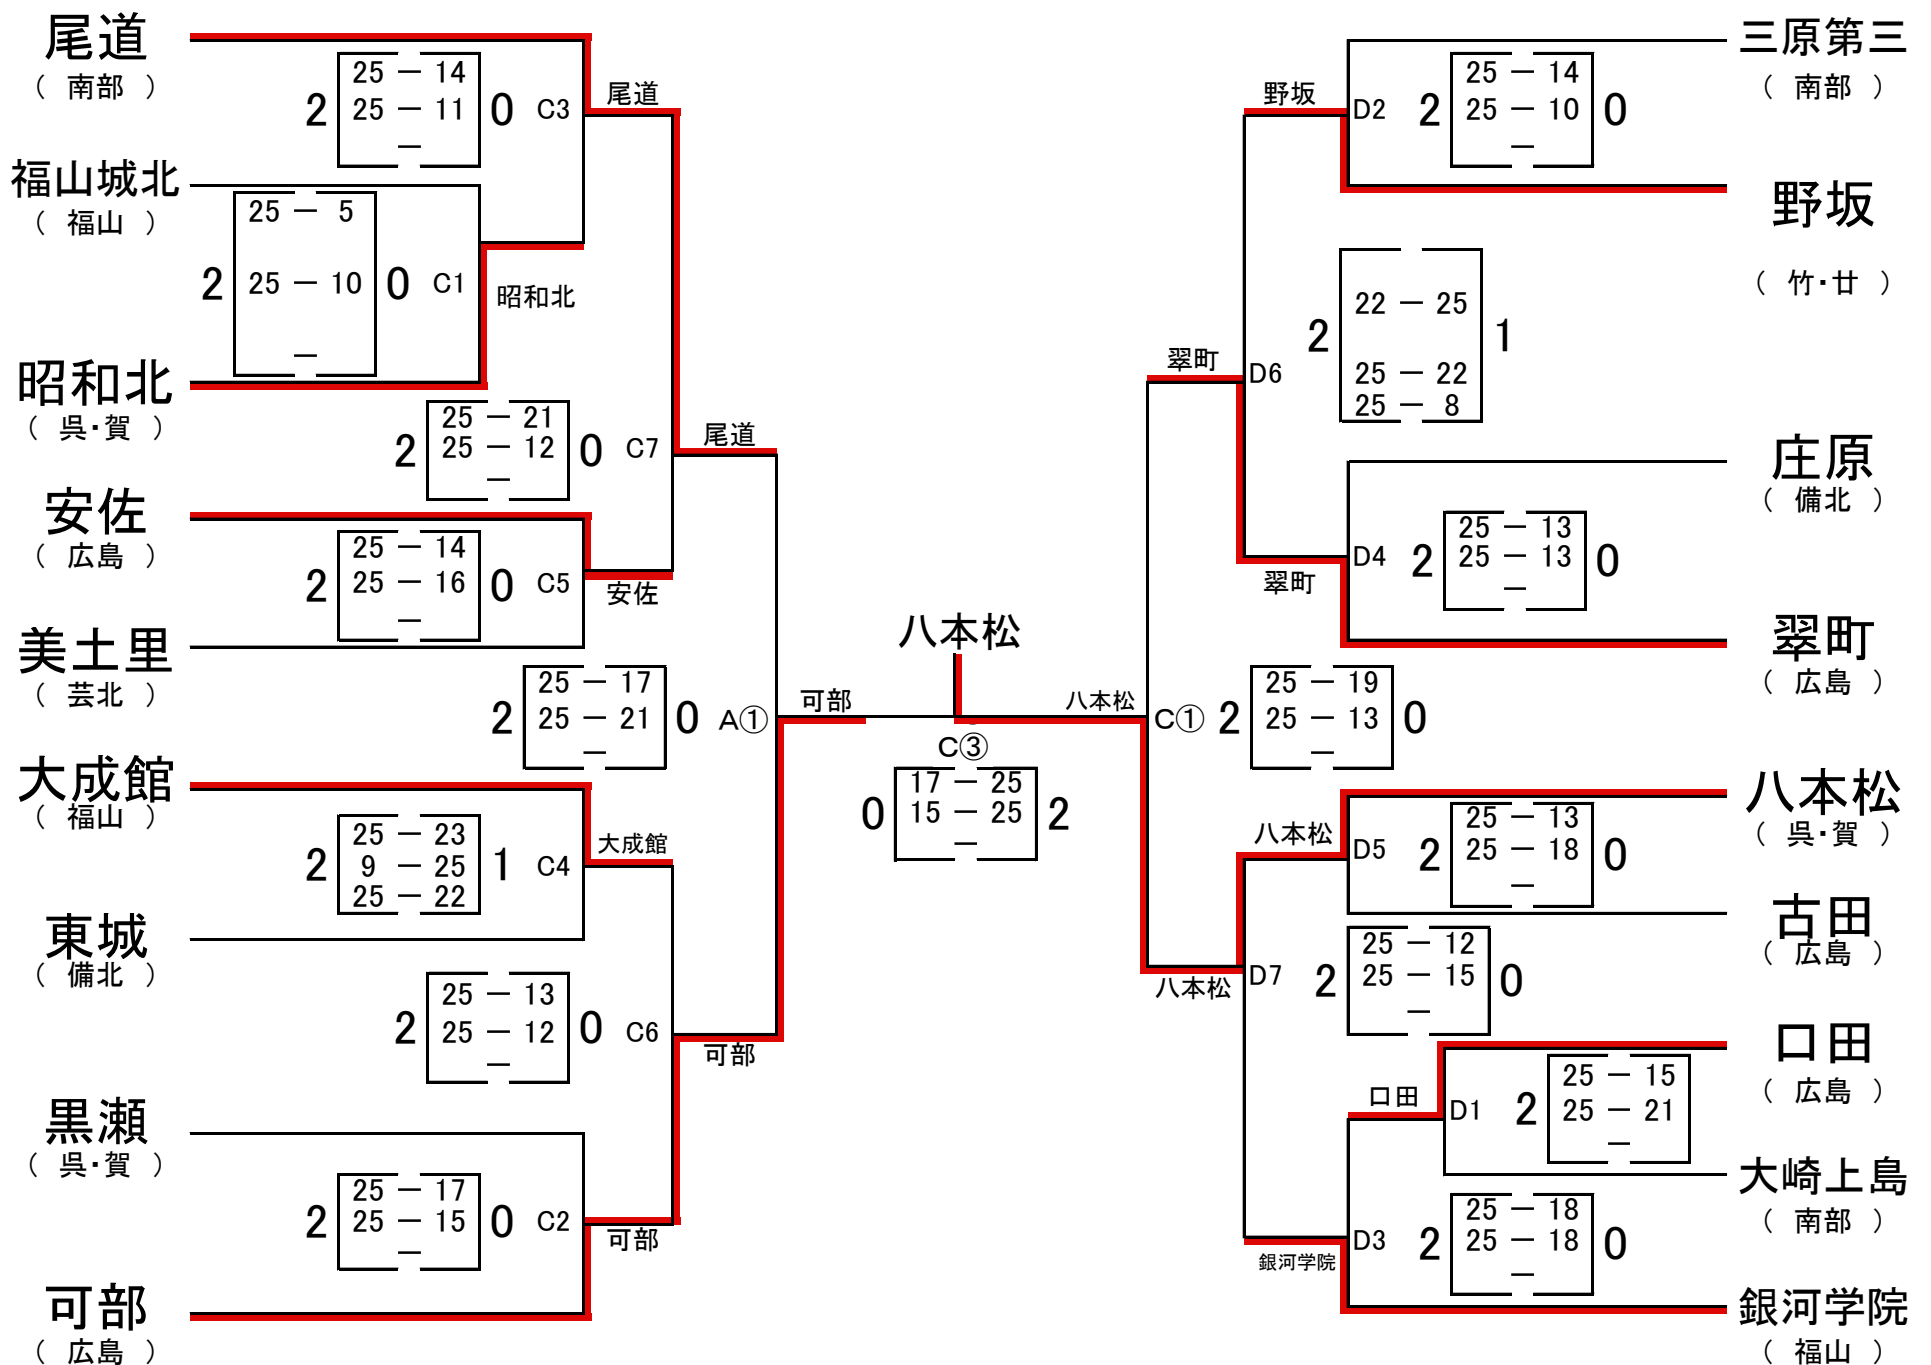 尾道
（ 南部 ）
福山城北
（ 福山 ）
昭和北
（ 呉・賀 ）
安佐
（ 広島 ）
美土里
（ 芸北 ）
大成館
（ 福山 ）
東城
（ 備北 ）
黒瀬
（ 呉・賀 ）
可部
（ 広島 ）
25 － 14
2 25 － 11 0 C3
－
尾道
25 － 5
2 25 － 10 0 C1
－
昭和北
25 － 21
2 25 － 12 0 C7
－
尾道
25 － 14
2 25 － 16 0 C5
－
安佐
25 － 17
2 25 － 21 0 A①
－
可部
25 － 23
2 9 － 25 1 C4
25 － 22
大成館
25 － 13
2 25 － 12 0 C6
－
可部
25 － 17
2 25 － 15 0 C2
－
可部
八本松
C③
17 － 25
0 15 － 25 2
－
野坂
D2 2 25 － 14 0
25 － 10
－
翠町
D6
22 － 25
2 1
25 － 22
25 － 8
翠町
D4 2 25 － 13 0
25 － 13
－
八本松
C① 2 25 － 19 0
25 － 13
－
八本松
D5 2 25 － 13 0
25 － 18
－
八本松
D7 2 25 － 12 0
25 － 15
－
口田
D1 2 25 － 15
25 － 21
－
銀河学院
D3 2 25 － 18 0
25 － 18
－
三原第三
（ 南部 ）
野坂
（ 竹・廿 ）
庄原
（ 備北 ）
翠町
（ 広島 ）
八本松
（ 呉・賀 ）
古田
（ 広島 ）
口田
（ 広島 ）
大崎上島
（ 南部 ）
銀河学院
（ 福山 ）